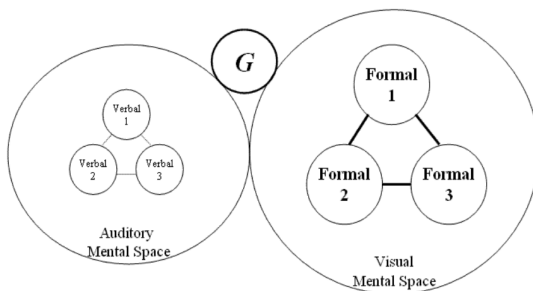 G
Verbal
1
Verbal
2
Verbal
3
Auditory
Mental Space
Formal
1
Formal
2
Formal
3
Visual
Mental Space